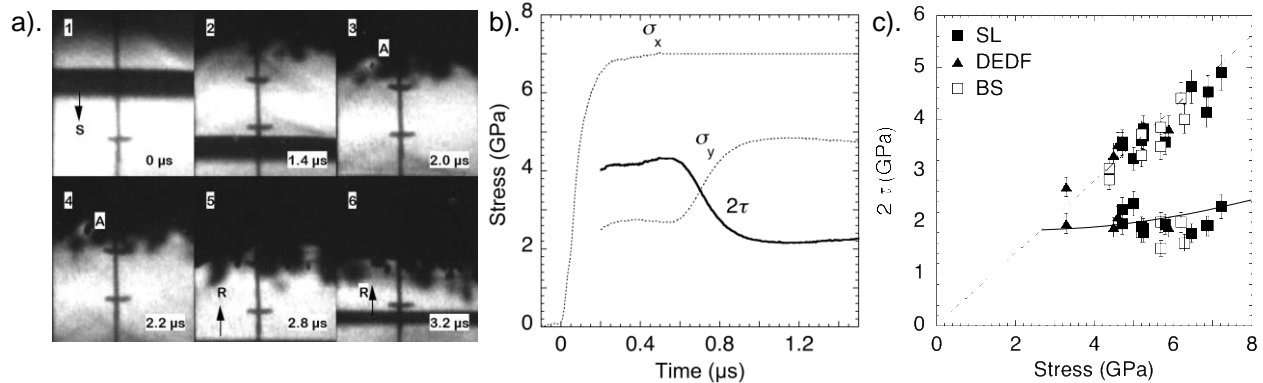 a).
1
S
0 µs
2
1.4 µs
3
A
2.0 µs
4
A
2.2 µs
5
R
2.8 µs
6
R
3.2 µs
b).
8
6
4
2
0
Stress (GPa)
σx
σy
2τ
0
0.4
0.8
1.2
Time (µs)
c).
6
5
4
3
2
1
0
2 τ (GPa)
SL
DEDF
BS
0
2
4
6
8
Stress (GPa)